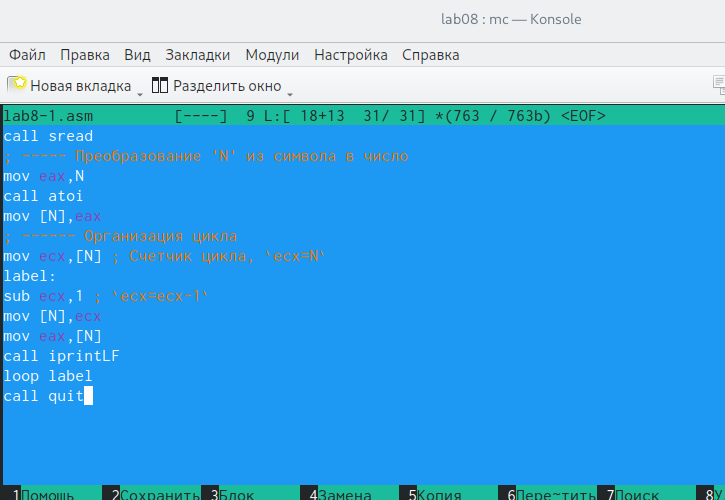 lab08 : mc — Konsole
Файл Правка Вид Закладки Модули Настройка Справка
Новая вкладка Разделить окно
lab8-1.asm [----] 9 L:[ 18+13 31/ 31] *(763 / 763b) <EOF>
call sread
; ----- Преобразование 'N' из символа в число
mov eax,N
call atoi
mov [N],eax
; ------ Организация цикла
mov ecx,[N] ; Счетчик цикла, `ecx=N`
label:
sub ecx,1 ; `ecx=ecx-1`
mov [N],ecx
mov eax,[N]
call iprintLF
loop label
call quit
1Помощь 2Сохранить 3Блок 4Замена 5Копия 6Пере~тить 7Поиск 8У